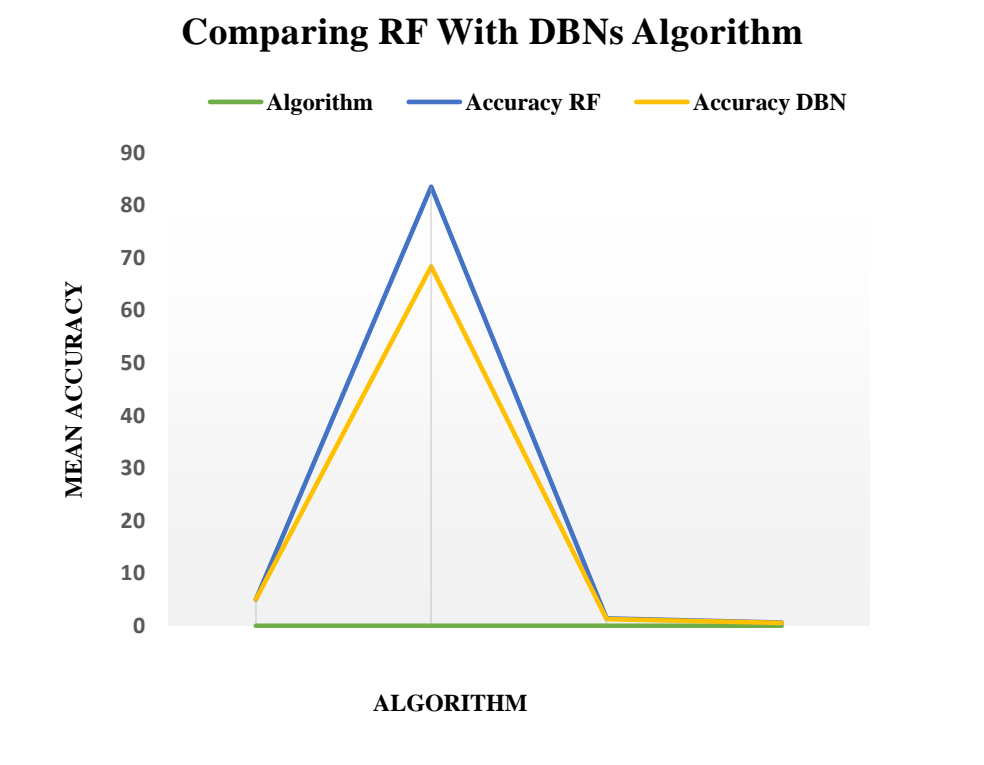 Comparing RF With DBNs Algorithm
Algorithm Accuracy RF Accuracy DBN
90
80
70
60
50
40
30
20
10
0
MEAN ACCURACY
ALGORITHM